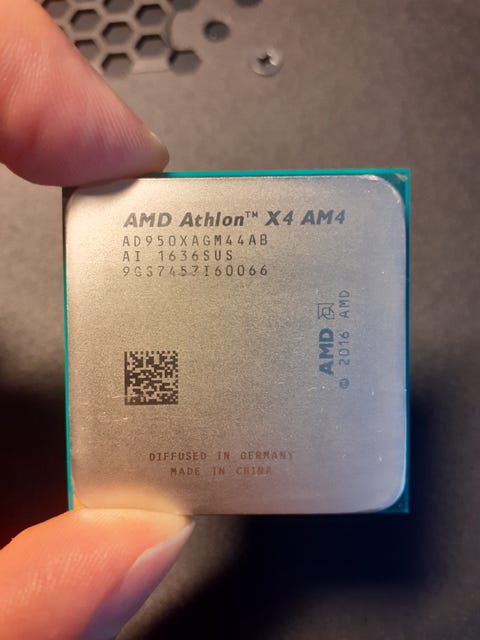 AMD Athlon™ X4 AM4
AD950XAGM44AB
AI 1636SUS
9GS7457I60066
AMD
© 2016 AMD
DIFFUSED IN GERMANY
MADE IN CHINA